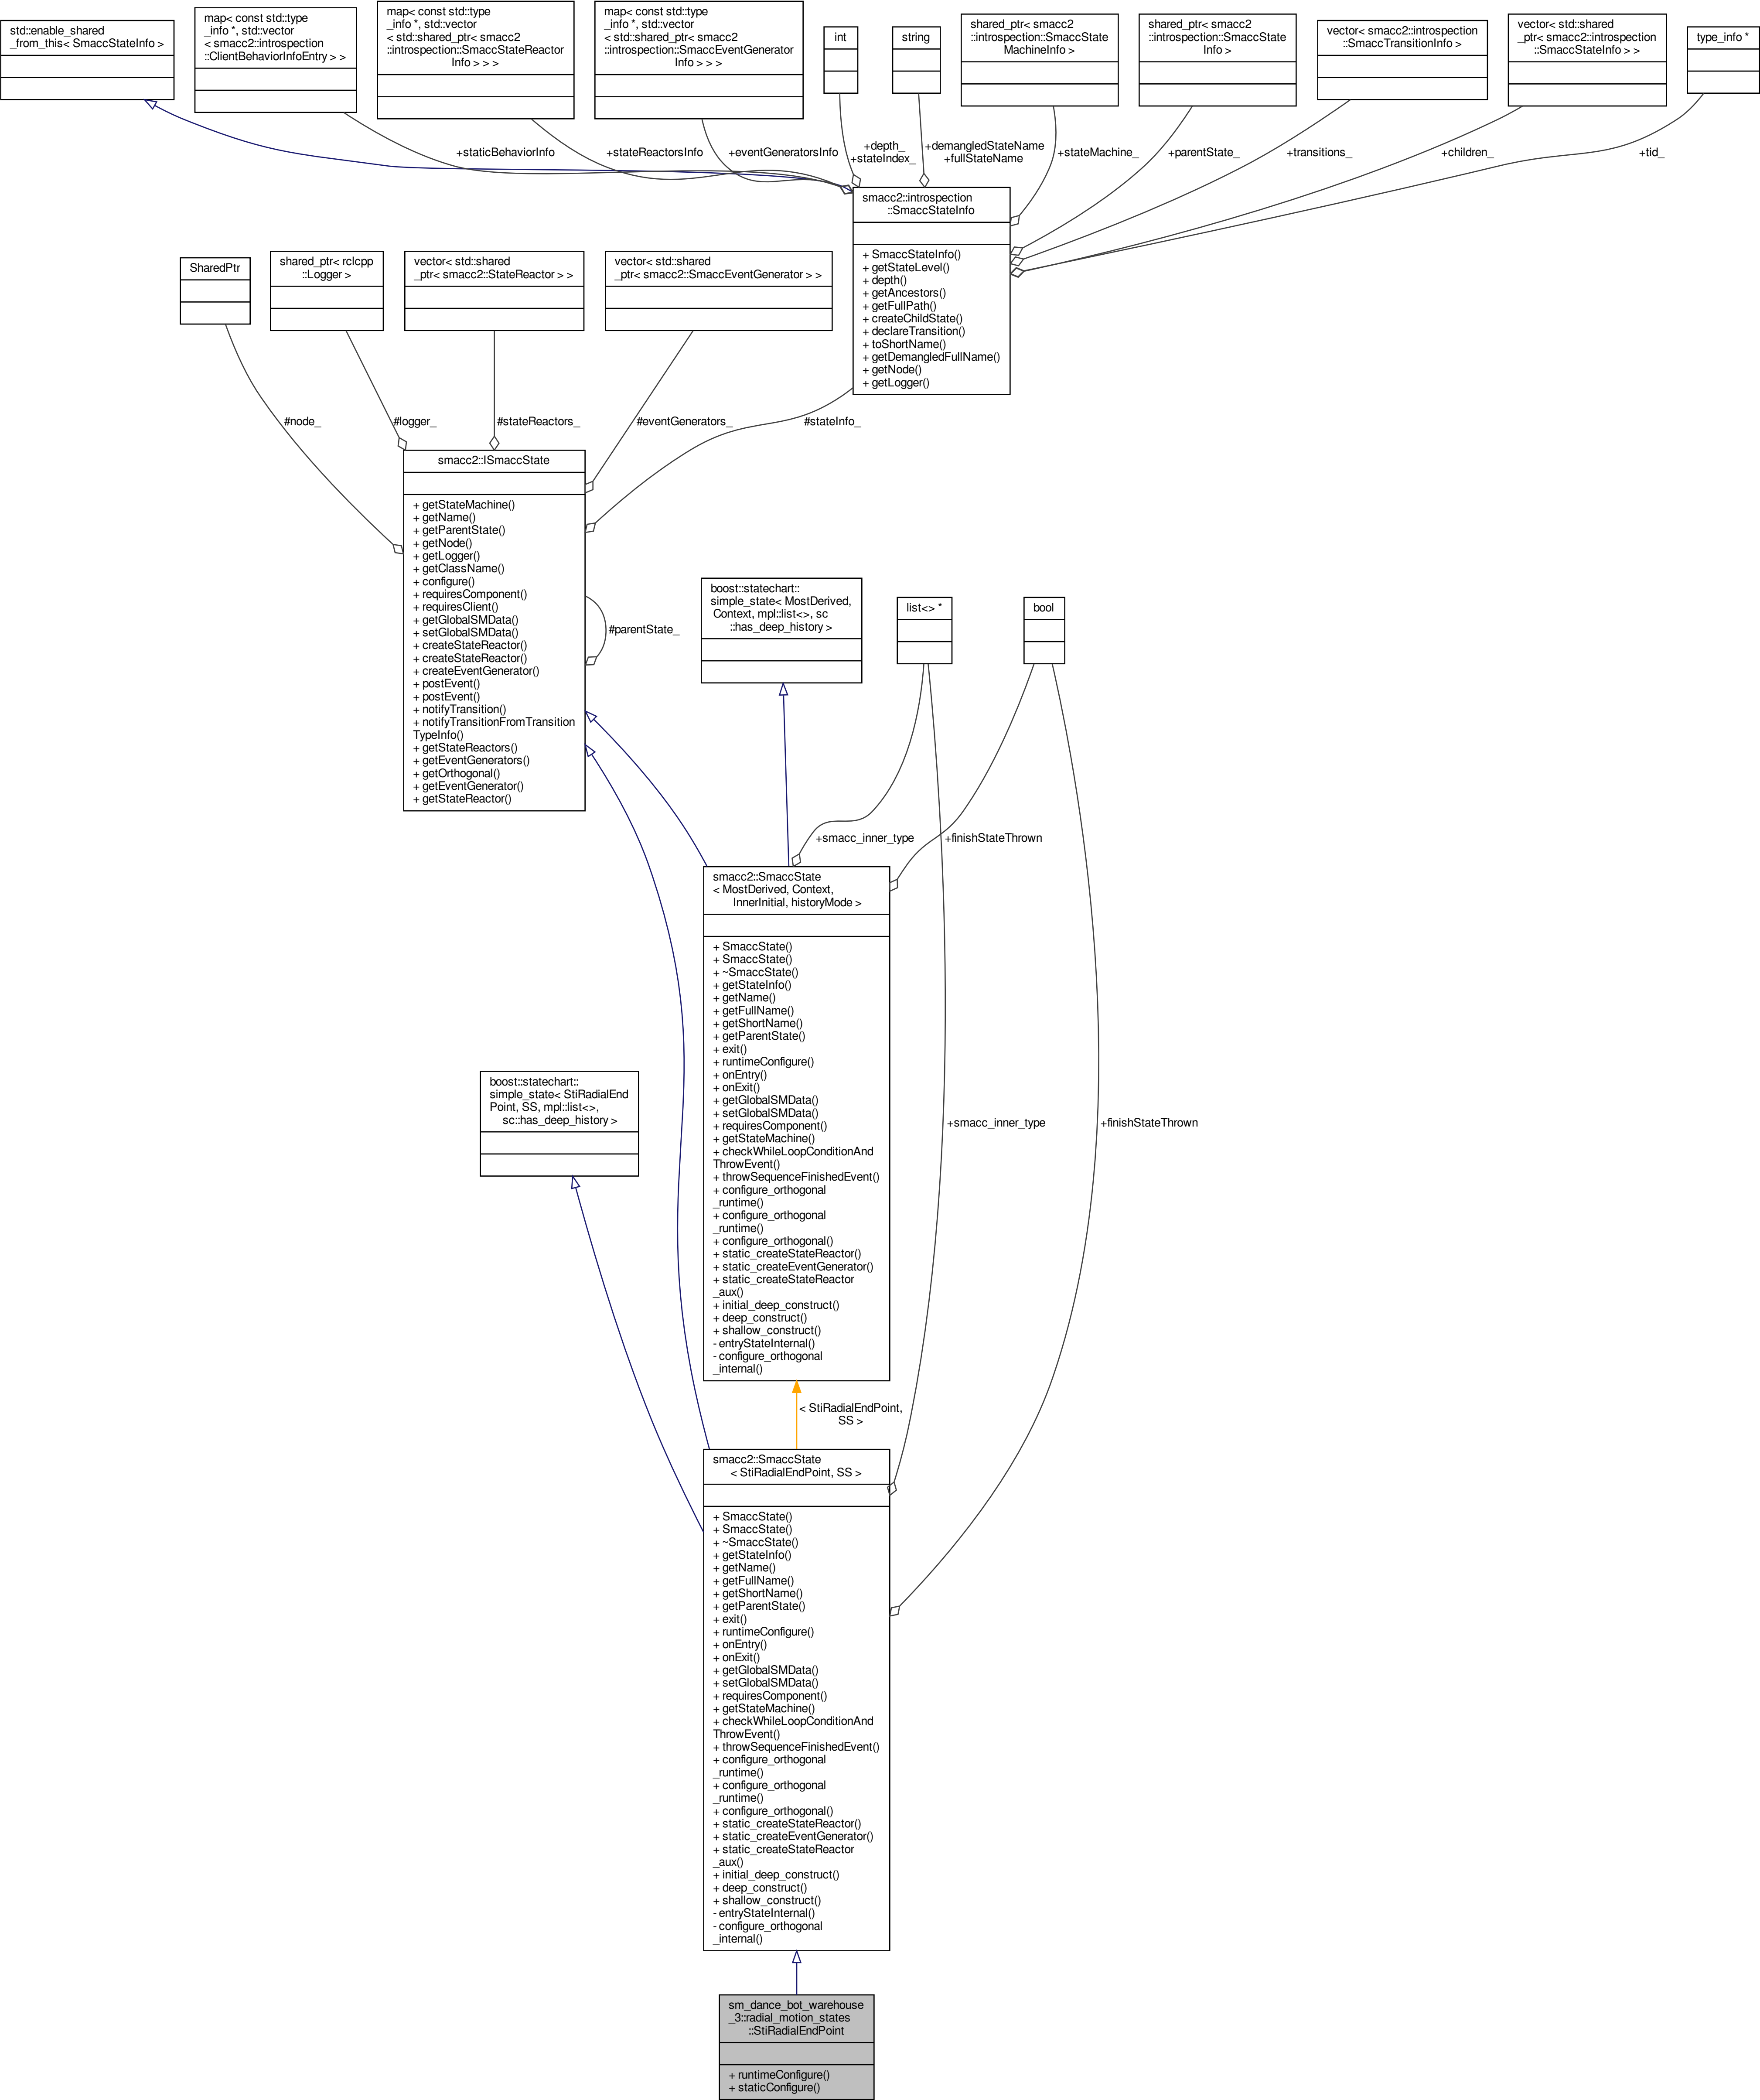 std::enable_shared
_from_this< SmaccStateInfo >
map< const std::type
_info *, std::vector
< smacc2::introspection
::ClientBehaviorInfoEntry > >
map< const std::type
_info *, std::vector
< std::shared_ptr< smacc2
::introspection::SmaccStateReactor
Info > > >
map< const std::type
_info *, std::vector
< std::shared_ptr< smacc2
::introspection::SmaccEventGenerator
Info > > >
int
string
shared_ptr< smacc2
::introspection::SmaccState
MachineInfo >
shared_ptr< smacc2
::introspection::SmaccState
Info >
vector< smacc2::introspection
::SmaccTransitionInfo >
vector< std::shared
_ptr< smacc2::introspection
::SmaccStateInfo > >
type_info *
+staticBehaviorInfo
+stateReactorsInfo
+eventGeneratorsInfo
+depth_
+stateIndex_
+demangledStateName
+fullStateName
+stateMachine_
+parentState_
+transitions_
+children_
+tid_
smacc2::introspection
::SmaccStateInfo
+ SmaccStateInfo()
+ getStateLevel()
+ depth()
+ getAncestors()
+ getFullPath()
+ createChildState()
+ declareTransition()
+ toShortName()
+ getDemangledFullName()
+ getNode()
+ getLogger()
SharedPtr
shared_ptr< rclcpp
::Logger >
vector< std::shared
_ptr< smacc2::StateReactor > >
vector< std::shared
_ptr< smacc2::SmaccEventGenerator > >
#node_
#logger_
#stateReactors_
#eventGenerators_
#stateInfo_
smacc2::ISmaccState
+ getStateMachine()
+ getName()
+ getParentState()
+ getNode()
+ getLogger()
+ getClassName()
+ configure()
+ requiresComponent()
+ requiresClient()
+ getGlobalSMData()
+ setGlobalSMData()
+ createStateReactor()
+ createStateReactor()
+ createEventGenerator()
+ postEvent()
+ postEvent()
+ notifyTransition()
+ notifyTransitionFromTransition
TypeInfo()
+ getStateReactors()
+ getEventGenerators()
+ getOrthogonal()
+ getEventGenerator()
+ getStateReactor()
#parentState_
boost::statechart::
simple_state< MostDerived,
Context, mpl::list<>, sc
::has_deep_history >
list<> *
bool
+smacc_inner_type
+finishStateThrown
smacc2::SmaccState
< MostDerived, Context,
InnerInitial, historyMode >
+ SmaccState()
+ SmaccState()
+ ~SmaccState()
+ getStateInfo()
+ getName()
+ getFullName()
+ getShortName()
+ getParentState()
+ exit()
+ runtimeConfigure()
+ onEntry()
+ onExit()
+ getGlobalSMData()
+ setGlobalSMData()
+ requiresComponent()
+ getStateMachine()
+ checkWhileLoopConditionAnd
ThrowEvent()
+ throwSequenceFinishedEvent()
+ configure_orthogonal
_runtime()
+ configure_orthogonal
_runtime()
+ configure_orthogonal()
+ static_createStateReactor()
+ static_createEventGenerator()
+ static_createStateReactor
_aux()
+ initial_deep_construct()
+ deep_construct()
+ shallow_construct()
- entryStateInternal()
- configure_orthogonal
_internal()
boost::statechart::
simple_state< StiRadialEnd
Point, SS, mpl::list<>,
sc::has_deep_history >
+smacc_inner_type
+finishStateThrown
< StiRadialEndPoint,
SS >
smacc2::SmaccState
< StiRadialEndPoint, SS >
+ SmaccState()
+ SmaccState()
+ ~SmaccState()
+ getStateInfo()
+ getName()
+ getFullName()
+ getShortName()
+ getParentState()
+ exit()
+ runtimeConfigure()
+ onEntry()
+ onExit()
+ getGlobalSMData()
+ setGlobalSMData()
+ requiresComponent()
+ getStateMachine()
+ checkWhileLoopConditionAnd
ThrowEvent()
+ throwSequenceFinishedEvent()
+ configure_orthogonal
_runtime()
+ configure_orthogonal
_runtime()
+ configure_orthogonal()
+ static_createStateReactor()
+ static_createEventGenerator()
+ static_createStateReactor
_aux()
+ initial_deep_construct()
+ deep_construct()
+ shallow_construct()
- entryStateInternal()
- configure_orthogonal
_internal()
sm_dance_bot_warehouse
_3::radial_motion_states
::StiRadialEndPoint
+ runtimeConfigure()
+ staticConfigure()